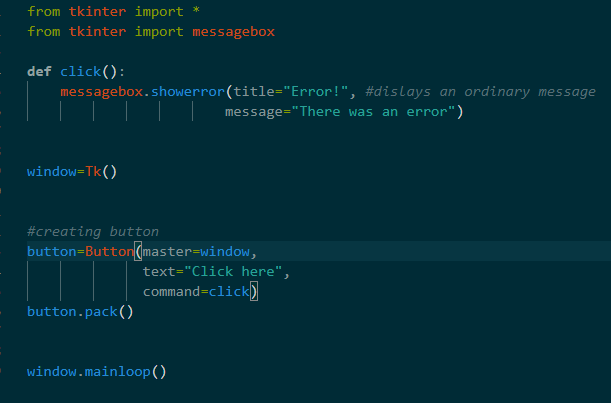 from tkinter import *
from tkinter import messagebox
def click():
messagebox.showerror(title="Error!", #dislays an ordinary message
message="There was an error")
window=Tk()
#creating button
button=Button(master=window,
text="Click here",
command=click)
button.pack()
window.mainloop()